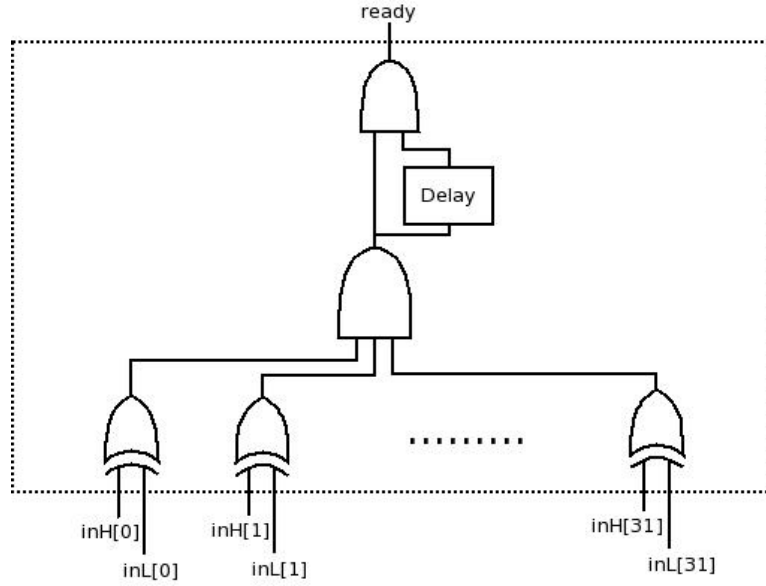 ready
Delay
inH[0]
inL[0]
inH[1]
inL[1]
inH[31]
inL[31]